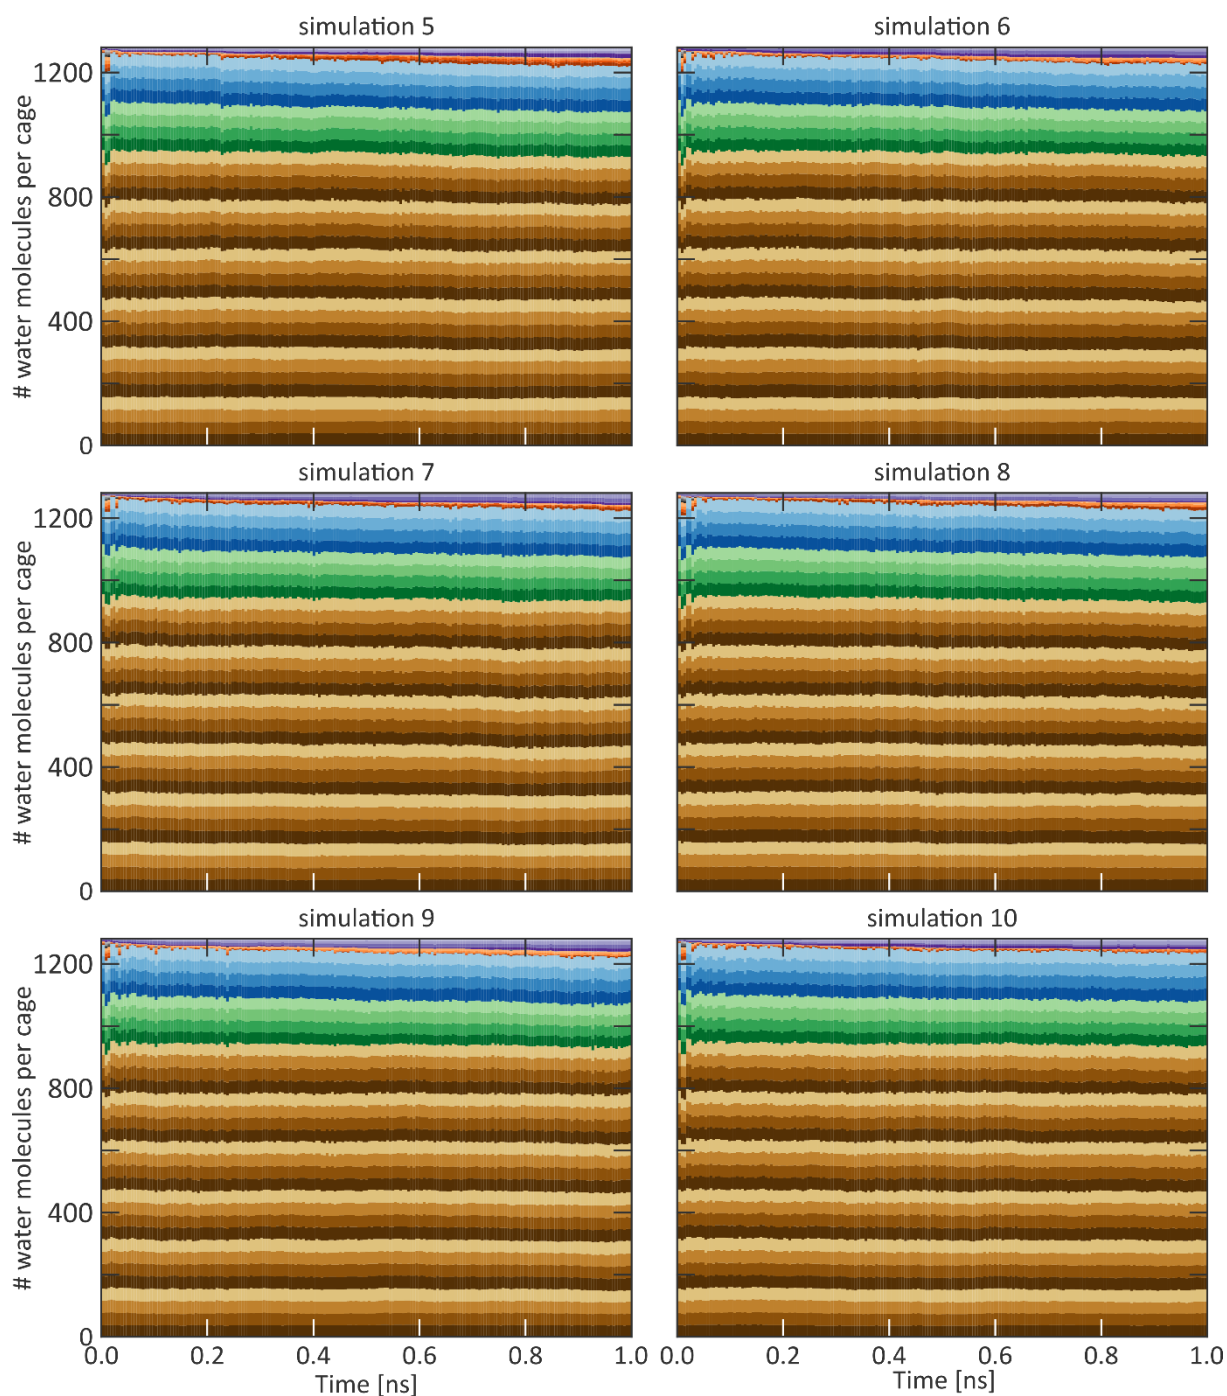 simulation 5
simulation 6
# water molecules per cage
1200
800
400
0
simulation 7
simulation 8
# water molecules per cage
1200
800
400
0
simulation 9
simulation 10
# water molecules per cage
1200
800
400
0
0.0 0.2 0.4 0.6 0.8 1.0
0.0 0.2 0.4 0.6 0.8 1.0
Time [ns]
Time [ns]